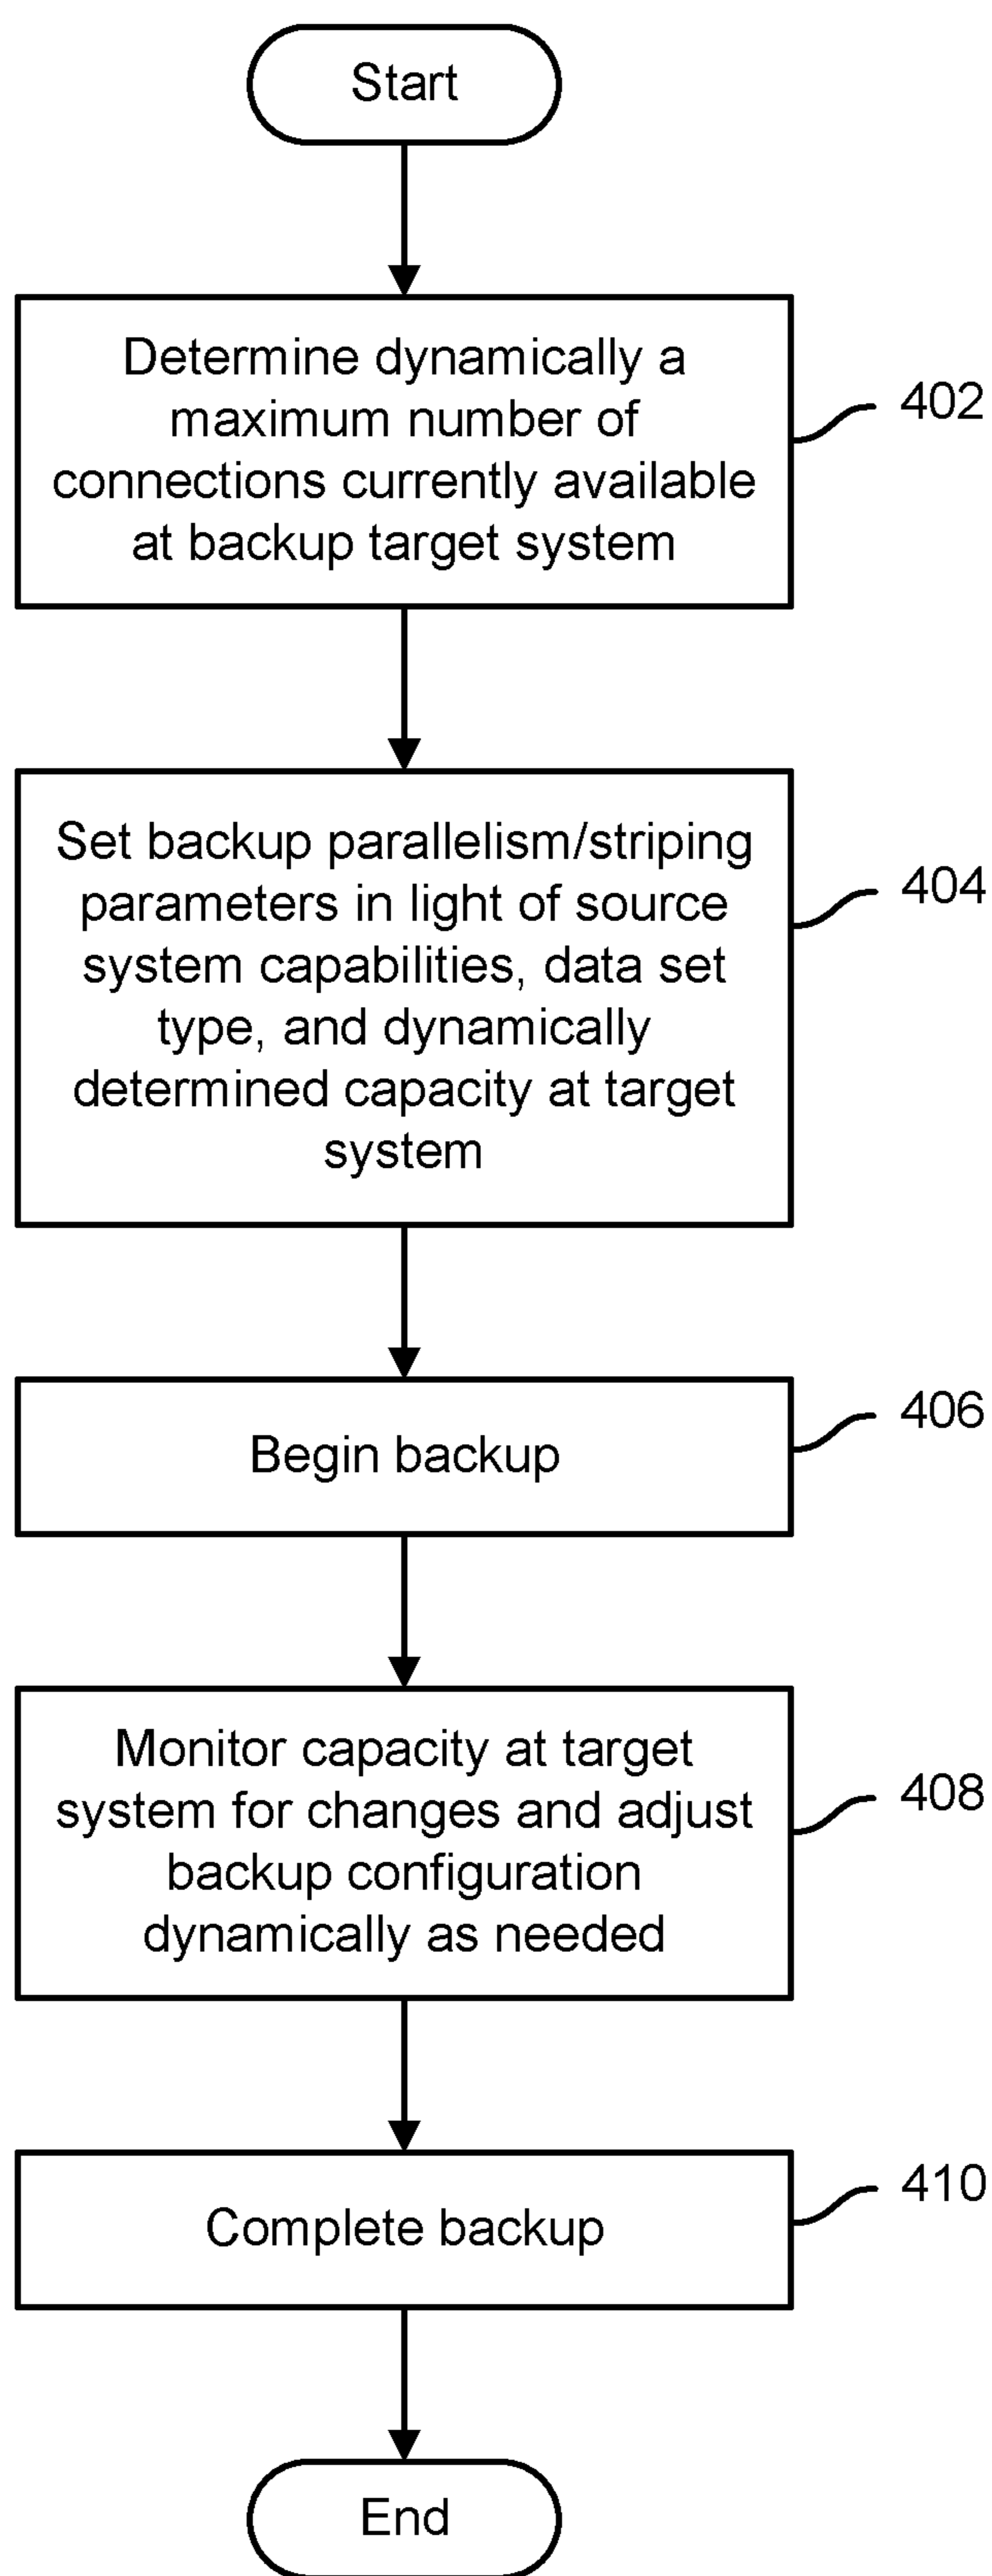 Start
Determine dynamically a
maximum number of
connections currently available
at backup target system
402
Set backup parallelism/striping
parameters in light of source
system capabilities, data set
type, and dynamically
determined capacity at target
system
404
Begin backup
406
Monitor capacity at target
system for changes and adjust
backup configuration
dynamically as needed
408
Complete backup
410
End